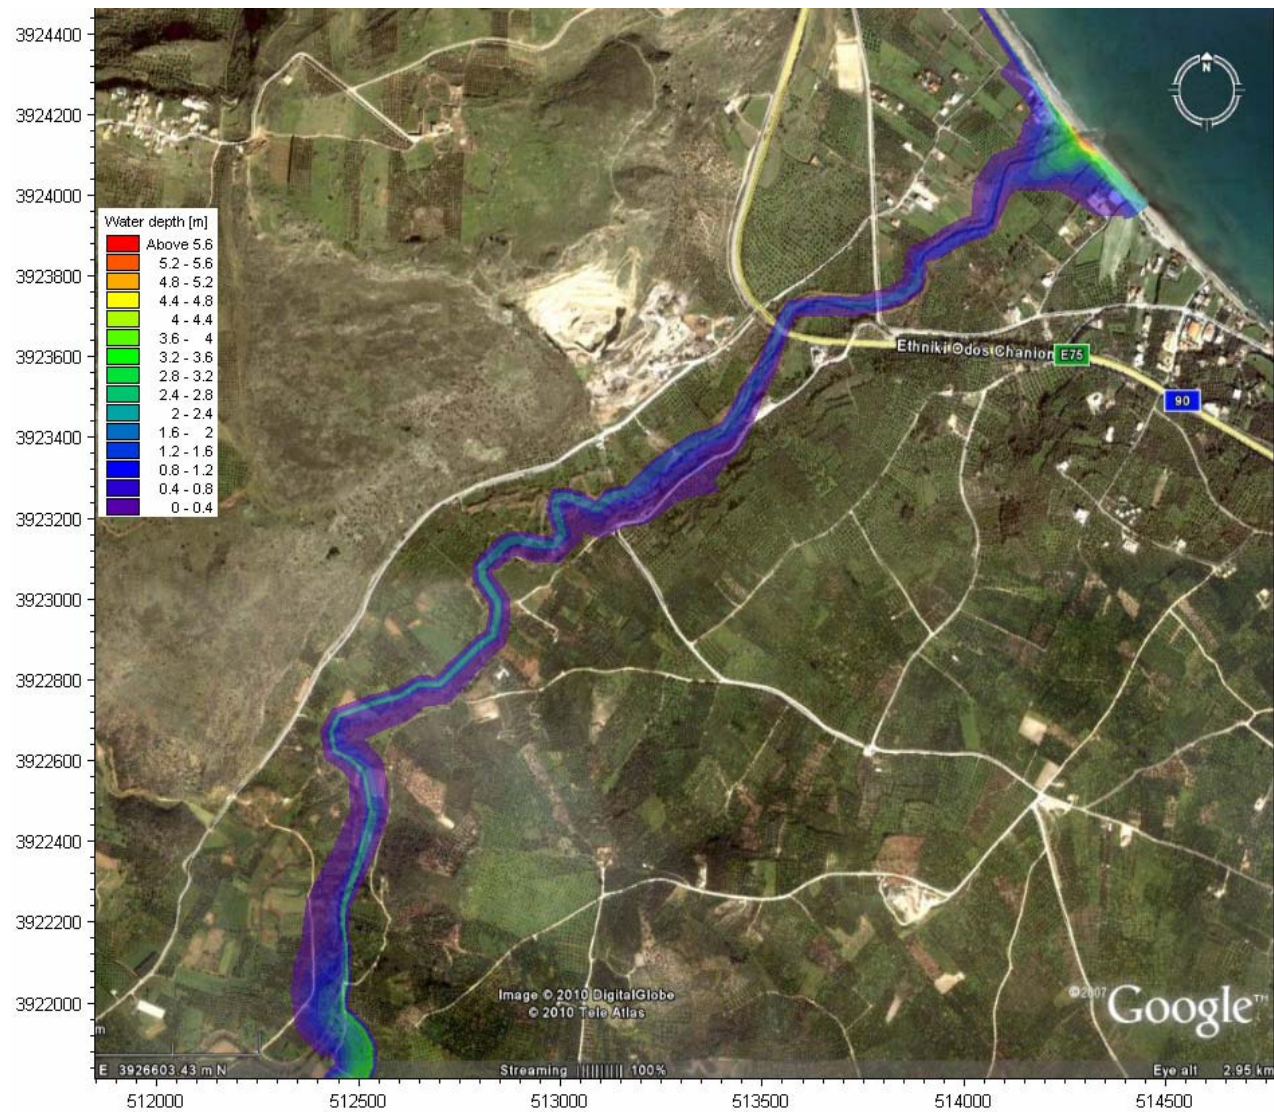 3924400
3924200
3924000
3923800
3923600
3923400
3923200
3923000
3922800
3922600
3922400
3922200
3922000
N
Water depth [m]
Above 5.6
5.2 - 5.6
4.8 - 5.2
4.4 - 4.8
4 - 4.4
3.6 - 4
3.2 - 3.6
2.8 - 3.2
2.4 - 2.8
2 - 2.4
1.6 - 2
1.2 - 1.6
0.8 - 1.2
0.4 - 0.8
0 - 0.4
Ethniki Odos Chanion
E75
90
Image © 2010 DigitalGlobe
© 2010 Tele Atlas
©2007 Google™
m
E 3926603.43 m N Streaming 100% Eye alt 2.95 km
512000 512500 513000 513500 514000 514500